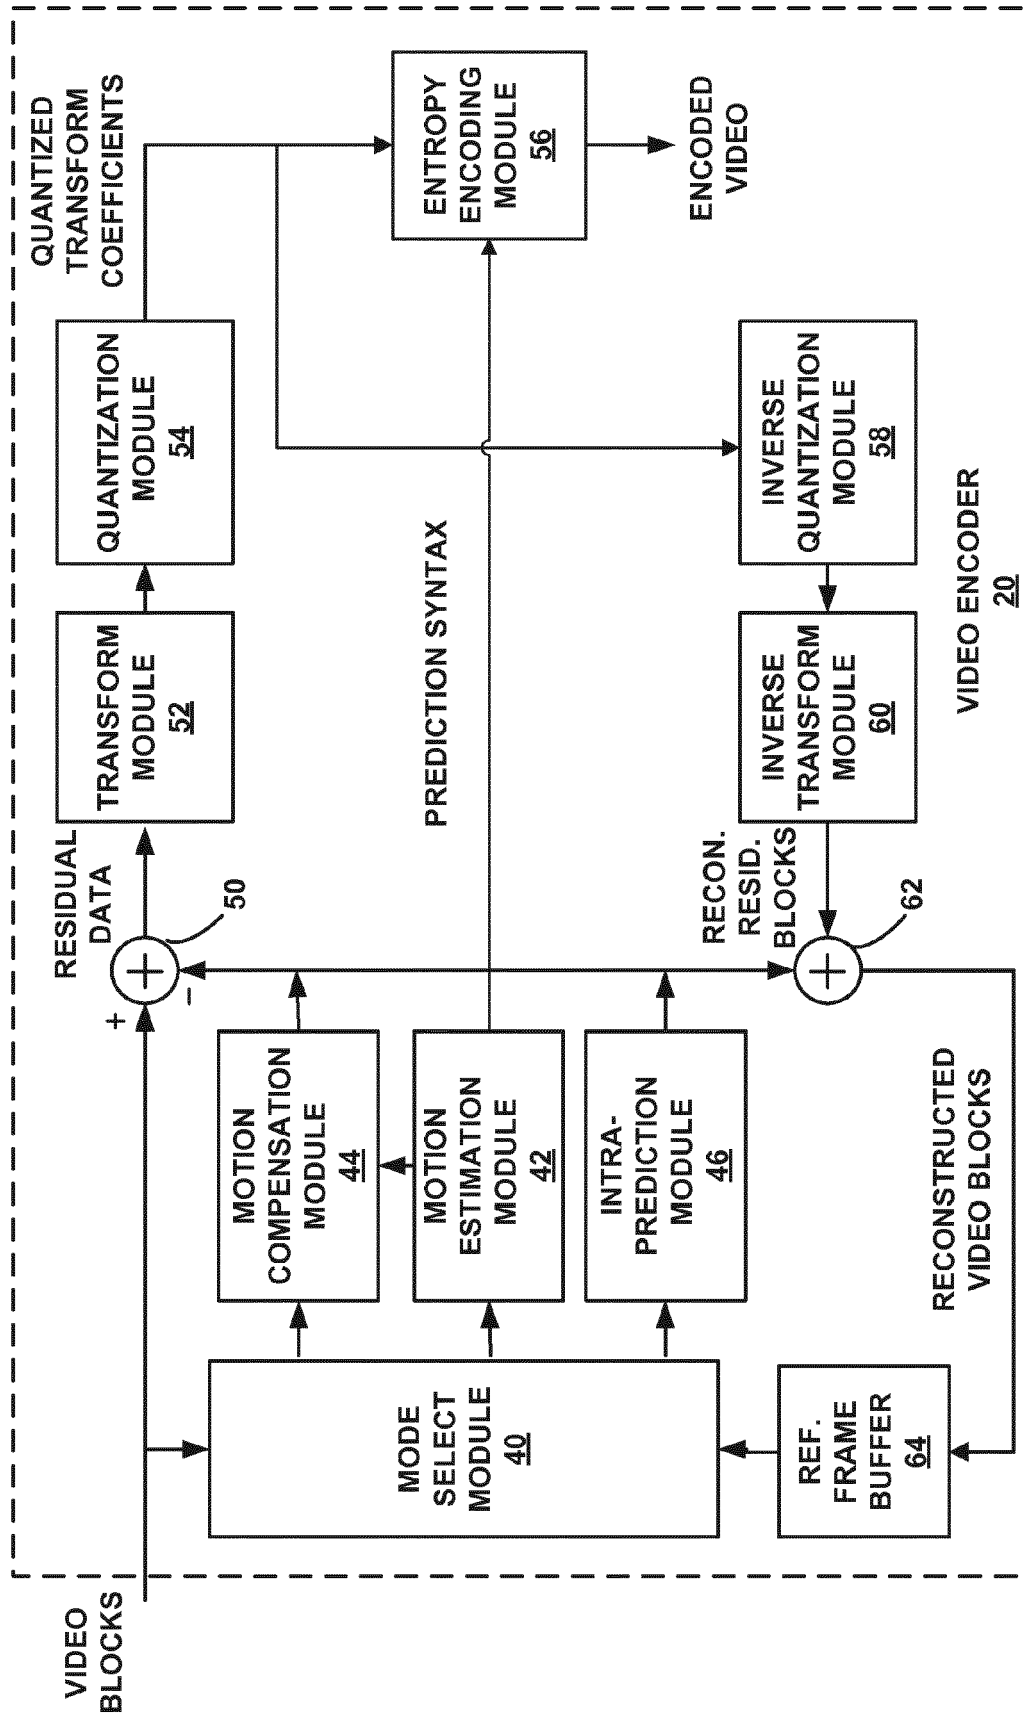 VIDEO
BLOCKS
+
–
RESIDUAL
DATA
50
TRANSFORM
MODULE
52
QUANTIZATION
MODULE
54
QUANTIZED
TRANSFORM
COEFFICIENTS
MODE
SELECT
MODULE
40
MOTION
COMPENSATION
MODULE
44
MOTION
ESTIMATION
MODULE
42
INTRA-
PREDICTION
MODULE
46
PREDICTION SYNTAX
ENTROPY
ENCODING
MODULE
56
ENCODED
VIDEO
REF.
FRAME
BUFFER
64
RECON.
RESID.
BLOCKS
62
INVERSE
TRANSFORM
MODULE
60
INVERSE
QUANTIZATION
MODULE
58
RECONSTRUCTED
VIDEO BLOCKS
VIDEO ENCODER
20